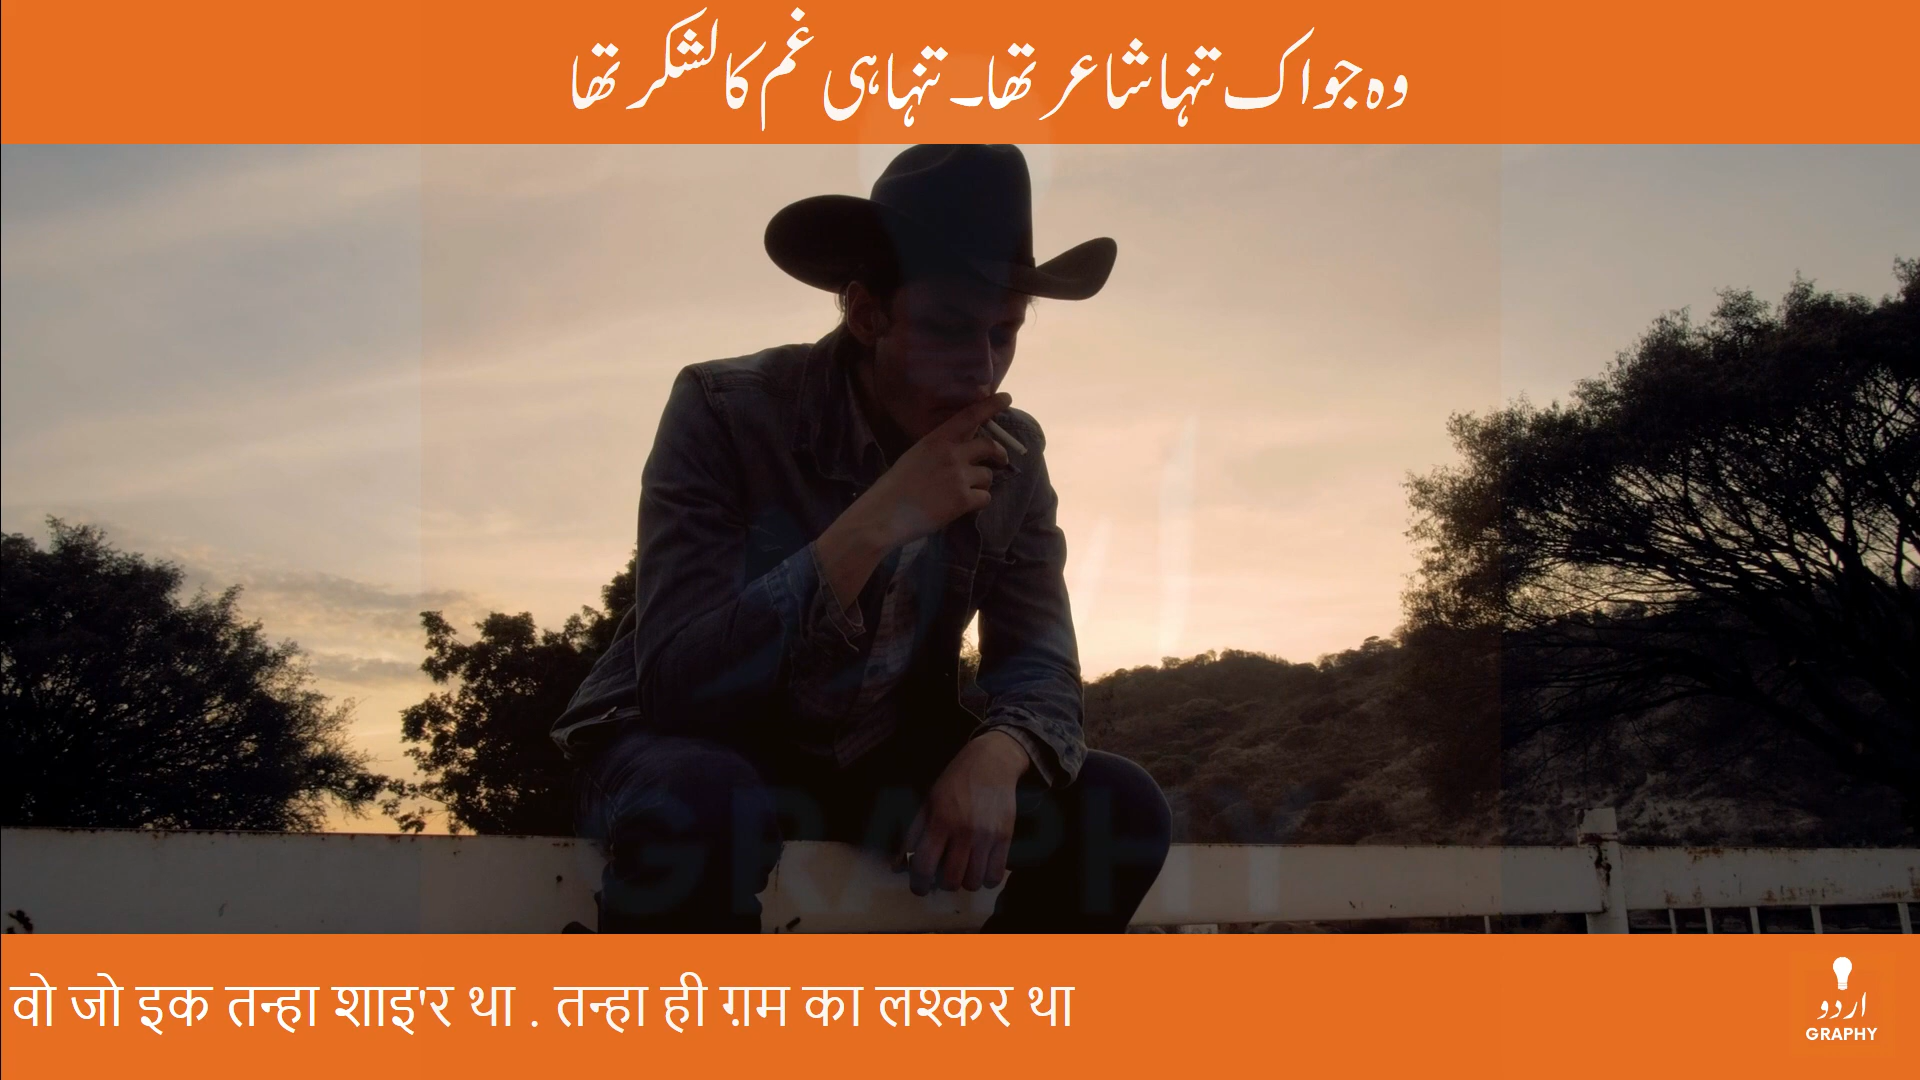 وہ جو اک تنہا شاعر تھا۔ تنہا ہی غم کا لشکر تھا
वो जो इक तन्हा शाइ'र था . तन्हा ही ग़म का लश्कर था
اردو
GRAPHY
GRAPHY